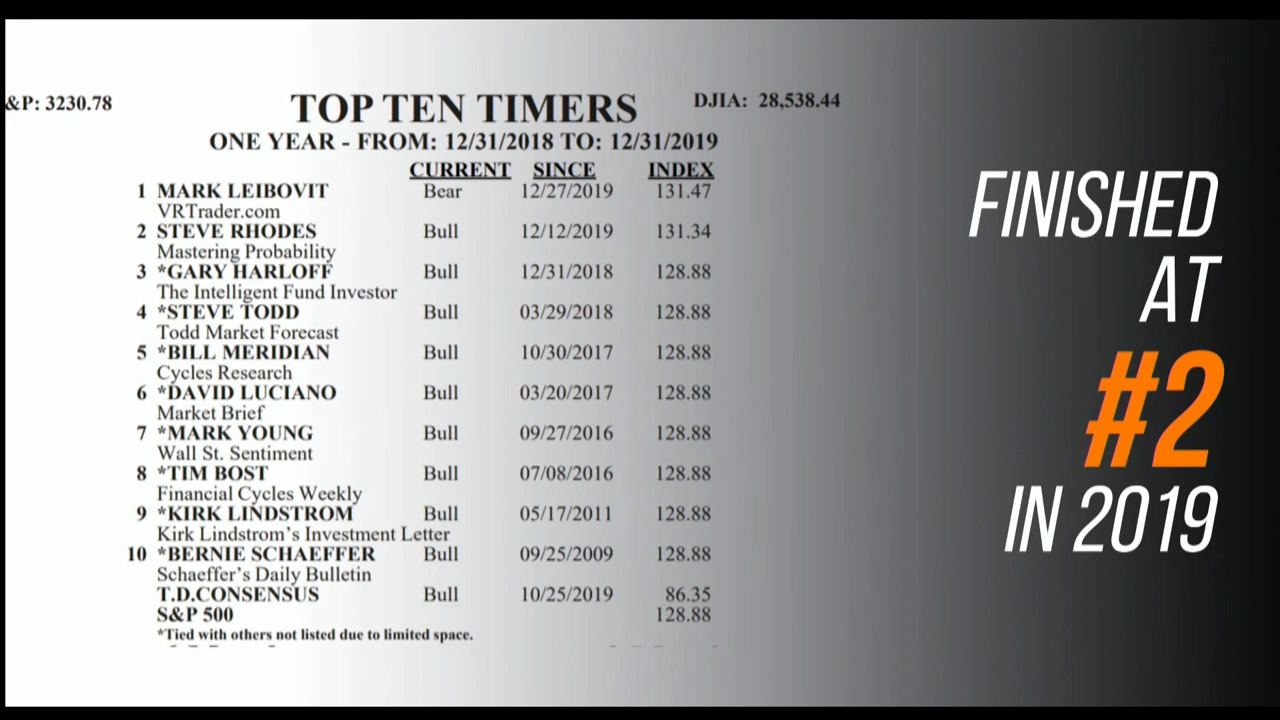 &P: 3230.78
TOP TEN TIMERS
DJIA: 28,538.44
ONE YEAR - FROM: 12/31/2018 TO: 12/31/2019
CURRENT SINCE INDEX
1 MARK LEIBOVIT Bear 12/27/2019 131.47
VRTrader.com
2 STEVE RHODES Bull 12/12/2019 131.34
Mastering Probability
3 *GARY HARLOFF Bull 12/31/2018 128.88
The Intelligent Fund Investor
4 *STEVE TODD Bull 03/29/2018 128.88
Todd Market Forecast
5 *BILL MERIDIAN Bull 10/30/2017 128.88
Cycles Research
6 *DAVID LUCIANO Bull 03/20/2017 128.88
Market Brief
7 *MARK YOUNG Bull 09/27/2016 128.88
Wall St. Sentiment
8 *TIM BOST Bull 07/08/2016 128.88
Financial Cycles Weekly
9 *KIRK LINDSTROM Bull 05/17/2011 128.88
Kirk Lindstrom's Investment Letter
10 *BERNIE SCHAEFFER Bull 09/25/2009 128.88
Schaeffer's Daily Bulletin
T.D.CONSENSUS Bull 10/25/2019 86.35
S&P 500 128.88
*Tied with others not listed due to limited space.
FINISHED
AT
#2
IN 2019